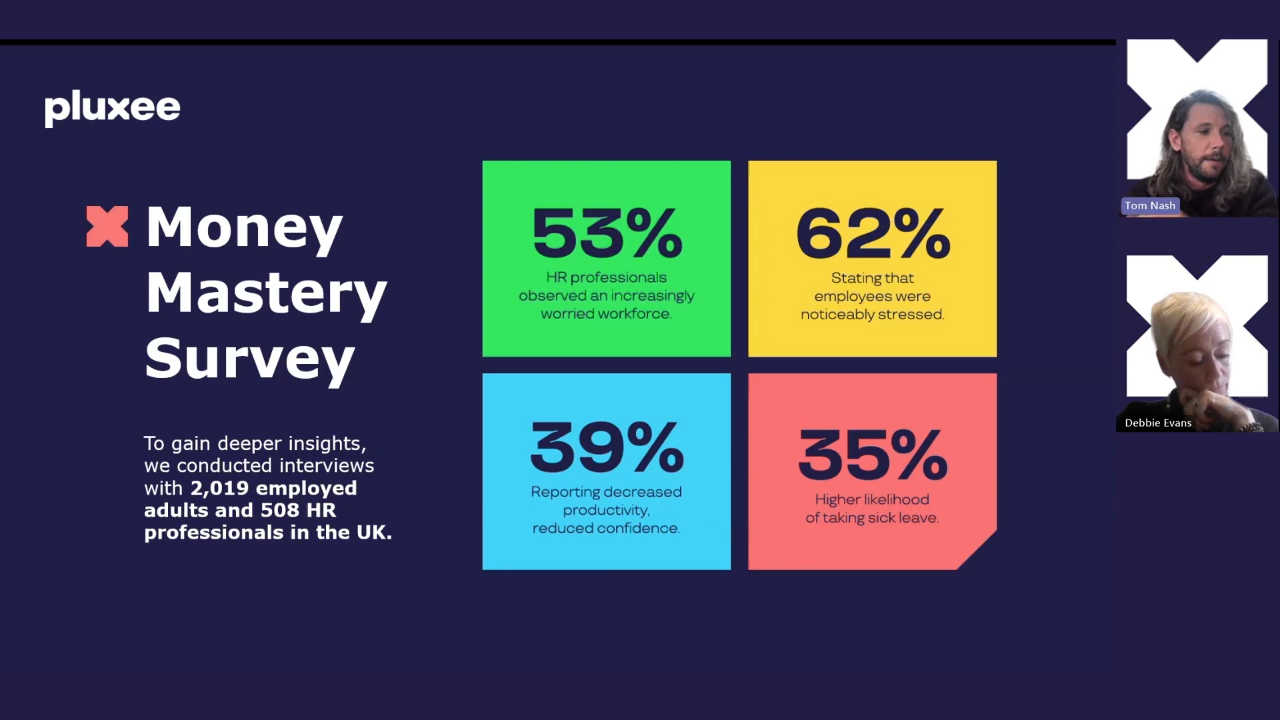 pluxee
Money
Mastery
Survey
To gain deeper insights,
we conducted interviews
with 2,019 employed
adults and 508 HR
professionals in the UK.
53%
HR professionals
observed an increasingly
worried workforce.
62%
Stating that
employees were
noticeably stressed.
39%
Reporting decreased
productivity,
reduced confidence.
35%
Higher likelihood
of taking sick leave.
Tom Nash
Debbie Evans